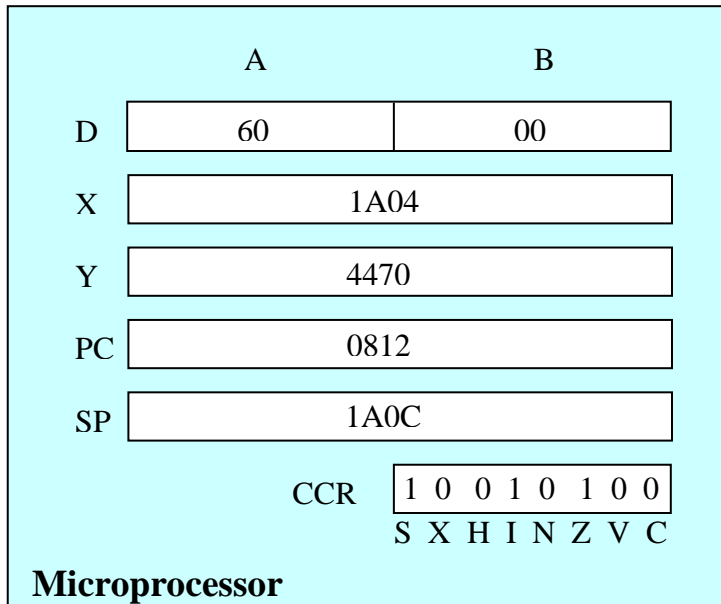 A B
D 60 00
X 1A04
Y 4470
PC 0812
SP 1A0C
CCR 1 0 0 1 0 1 0 0
S X H I N Z V C
Microprocessor